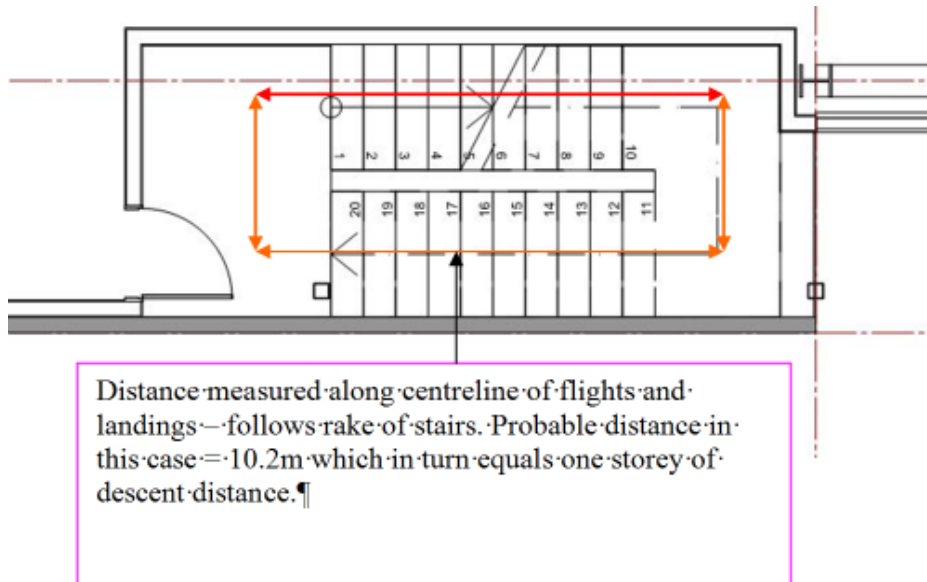 1 2 3 4 5 6 7 8 9 10
20 19 18 17 16 15 14 13 12 11
Distance·measured·along·centreline·of·flights·and·
landings·–·follows·rake·of·stairs.·Probable·distance·in·
this·case·=·10.2m·which·in·turn·equals·one·storey·of·
descent·distance.¶